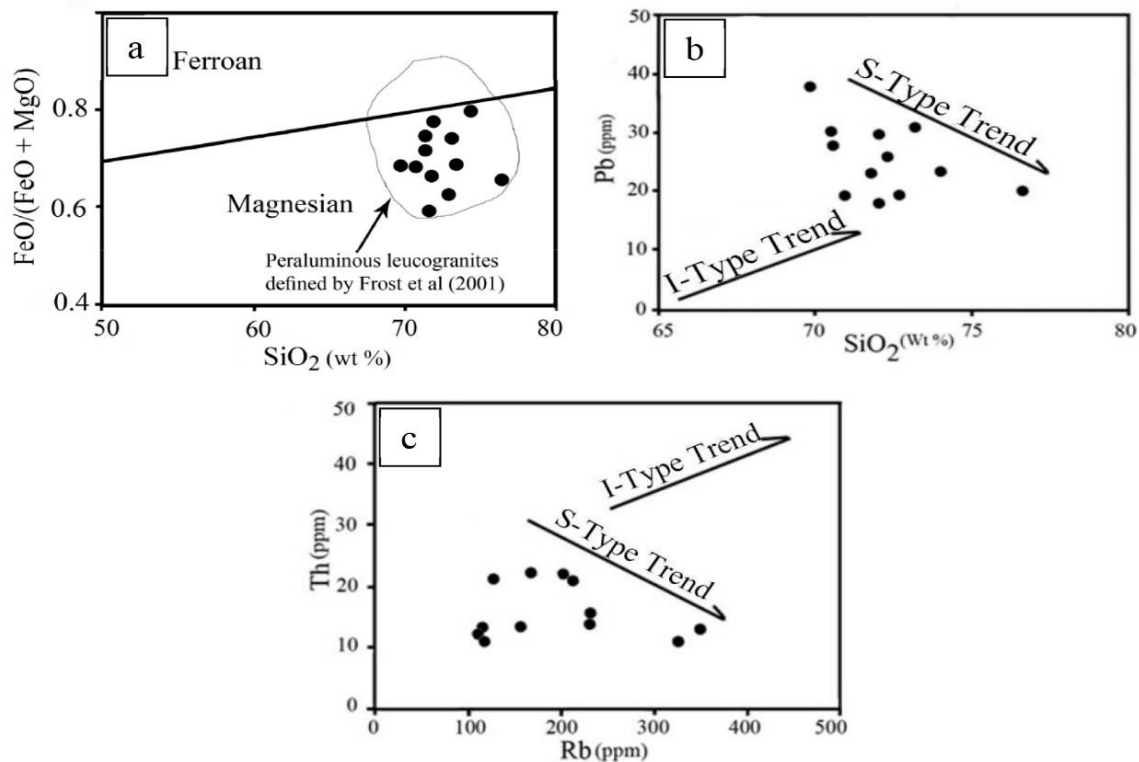 a
Ferroan
Magnesian
Peraluminous leucogranites
defined by Frost et al (2001)
FeO/(FeO + MgO)
0.8
0.6
0.4
50
60
70
80
SiO₂ (wt %)
b
S-Type Trend
I-Type Trend
Pb (ppm)
50
40
30
20
10
0
65
70
75
80
SiO₂ (Wt %)
c
I-Type Trend
S-Type Trend
Th (ppm)
50
40
30
20
10
0
0
100
200
300
400
500
Rb (ppm)